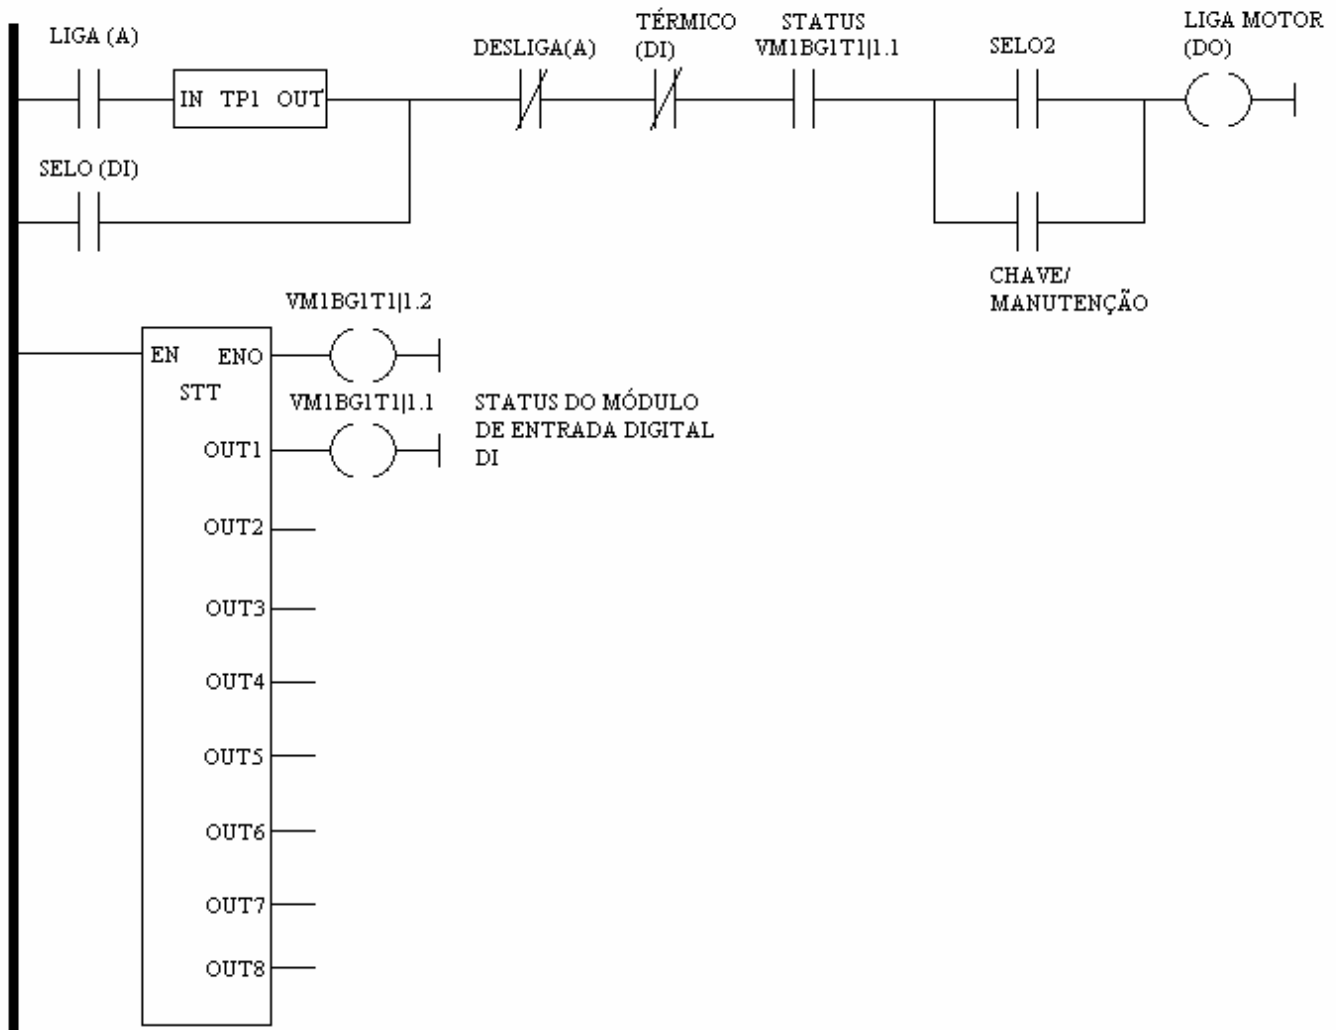 LIGA (A)
IN TP1 OUT
DESLIGA(A)
TÉRMICO
(DI)
STATUS
VM1BG1T1|1.1
SELO2
LIGA MOTOR
(DO)
SELO (DI)
CHAVE/
MANUTENÇÃO
VM1BG1T1|1.2
EN ENO
STT
VM1BG1T1|1.1
OUT1
STATUS DO MÓDULO
DE ENTRADA DIGITAL
DI
OUT2
OUT3
OUT4
OUT5
OUT6
OUT7
OUT8